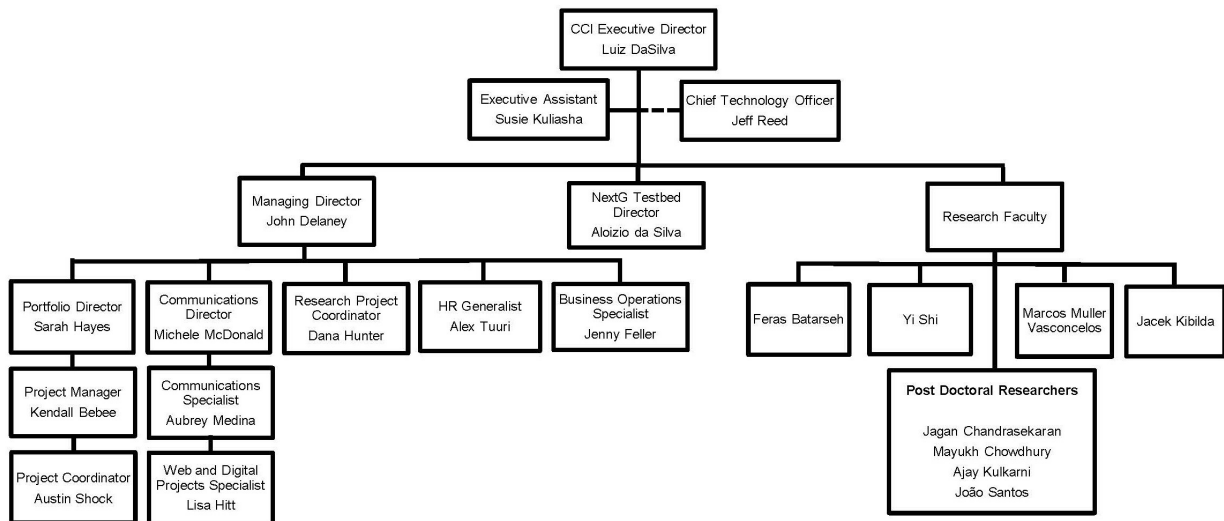 CCI Executive Director
Luiz DaSilva
Executive Assistant
Susie Kuliasha
Chief Technology Officer
Jeff Reed
Managing Director
John Delaney
NextG Testbed
Director
Aloizio da Silva
Research Faculty
Portfolio Director
Sarah Hayes
Communications
Director
Michele McDonald
Research Project
Coordinator
Dana Hunter
HR Generalist
Alex Tuuri
Business Operations
Specialist
Jenny Feller
Feras Batarseh
Yi Shi
Marcos Muller
Vasconcelos
Jacek Kibilda
Project Manager
Kendall Bebee
Communications
Specialist
Aubrey Medina
Post Doctoral Researchers
Jagan Chandrasekaran
Mayukh Chowdhury
Ajay Kulkarni
João Santos
Project Coordinator
Austin Shock
Web and Digital
Projects Specialist
Lisa Hitt